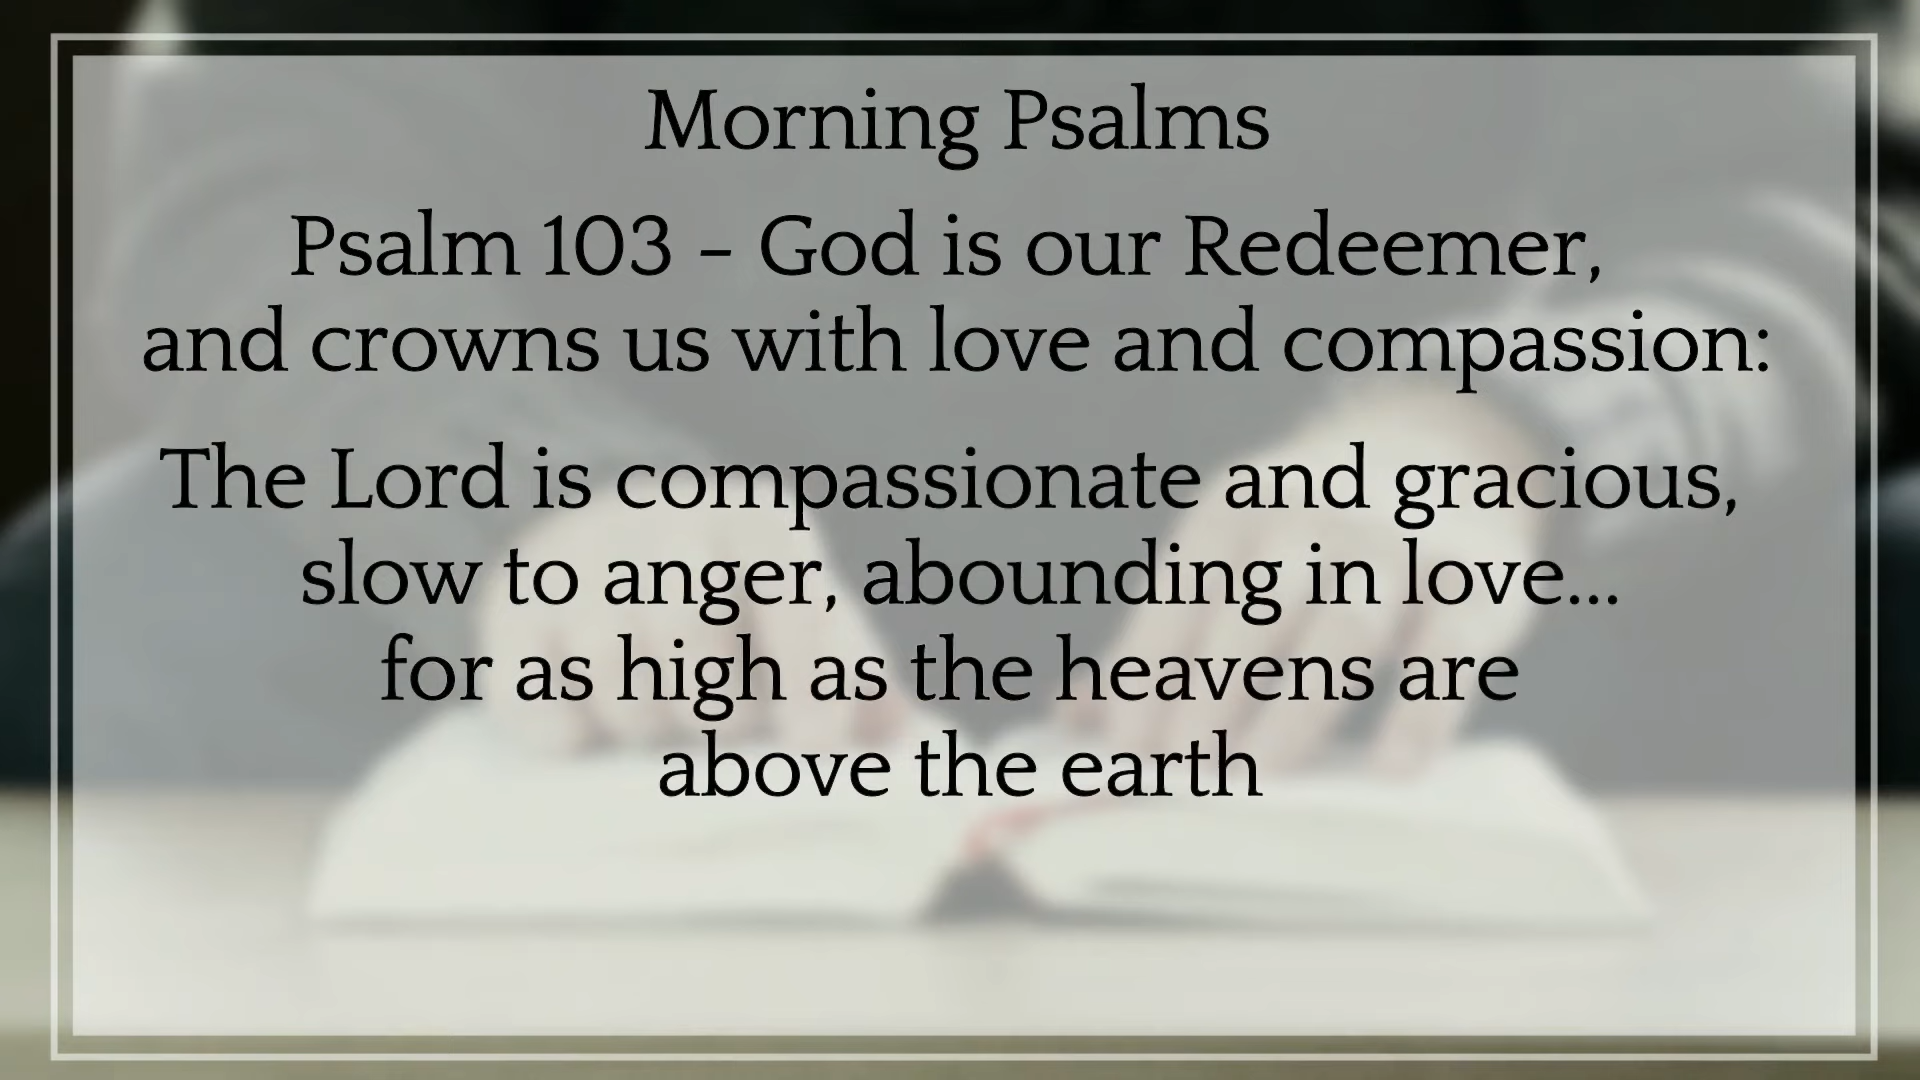 Morning Psalms
Psalm 103 – God is our Redeemer,
and crowns us with love and compassion:
The Lord is compassionate and gracious,
slow to anger, abounding in love...
for as high as the heavens are
above the earth